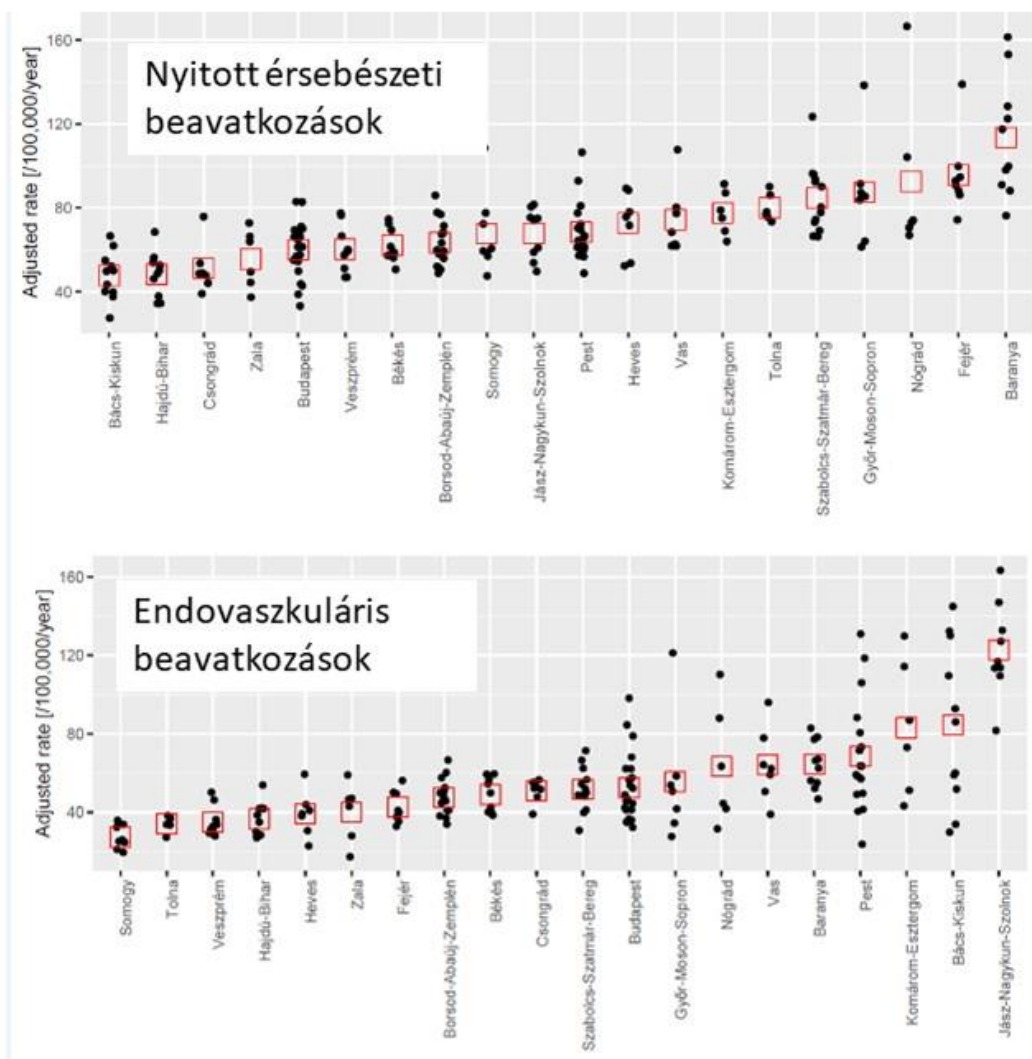 Nyitott érsebészeti
beavatkozások
Adjusted rate [/100,000/year]
160
120
80
40
Bács-Kiskun
Hajdú-Bihar
Csongrád
Zala
Budapest
Veszprém
Békés
Borsod-Abaúj-Zemplén
Somogy
Jász-Nagykun-Szolnok
Pest
Heves
Vas
Komárom-Esztergom
Tolna
Szabolcs-Szatmár-Bereg
Győr-Moson-Sopron
Nógrád
Fejér
Baranya
Endovaszkuláris
beavatkozások
Adjusted rate [/100,000/year]
160
120
80
40
Somogy
Tolna
Veszprém
Hajdú-Bihar
Heves
Zala
Fejér
Borsod-Abaúj-Zemplén
Békés
Csongrád
Szabolcs-Szatmár-Bereg
Budapest
Győr-Moson-Sopron
Nógrád
Vas
Baranya
Pest
Komárom-Esztergom
Bács-Kiskun
Jász-Nagykun-Szolnok